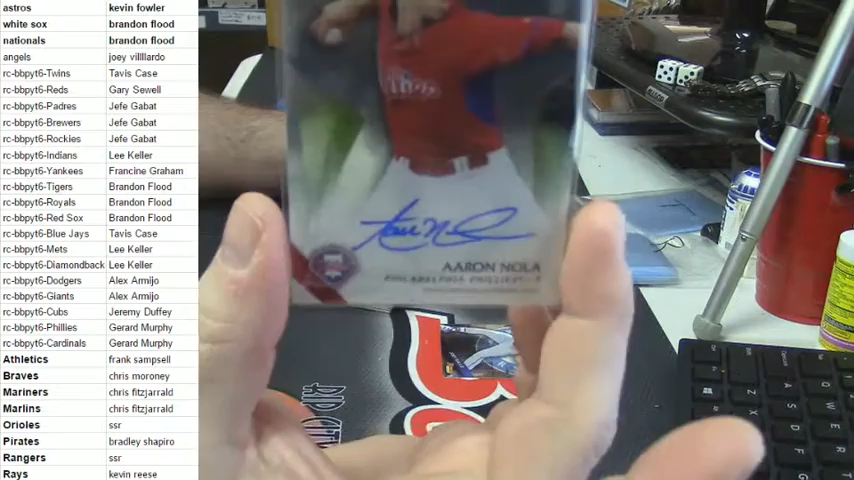 astros kevin fowler
white sox brandon flood
nationals brandon flood
angels joey villllardo
rc-bbpyt6-Twins Tavis Case
rc-bbpyt6-Reds Gary Sewell
rc-bbpyt6-Padres Jefe Gabat
rc-bbpyt6-Brewers Jefe Gabat
rc-bbpyt6-Rockies Jefe Gabat
rc-bbpyt6-Indians Lee Keller
rc-bbpyt6-Yankees Francine Graham
rc-bbpyt6-Tigers Brandon Flood
rc-bbpyt6-Royals Brandon Flood
rc-bbpyt6-Red Sox Brandon Flood
rc-bbpyt6-Blue Jays Tavis Case
rc-bbpyt6-Mets Lee Keller
rc-bbpyt6-Diamondback Lee Keller
rc-bbpyt6-Dodgers Alex Armijo
rc-bbpyt6-Giants Alex Armijo
rc-bbpyt6-Cubs Jeremy Duffey
rc-bbpyt6-Phillies Gerard Murphy
rc-bbpyt6-Cardinals Gerard Murphy
Athletics frank sampsell
Braves chris moroney
Mariners chris fitzjarrald
Marlins chris fitzjarrald
Orioles ssr
Pirates bradley shapiro
Rangers ssr
Rays kevin reese
AARON NOLA
PHILADELPHIA PHILLIES
RIP CITY